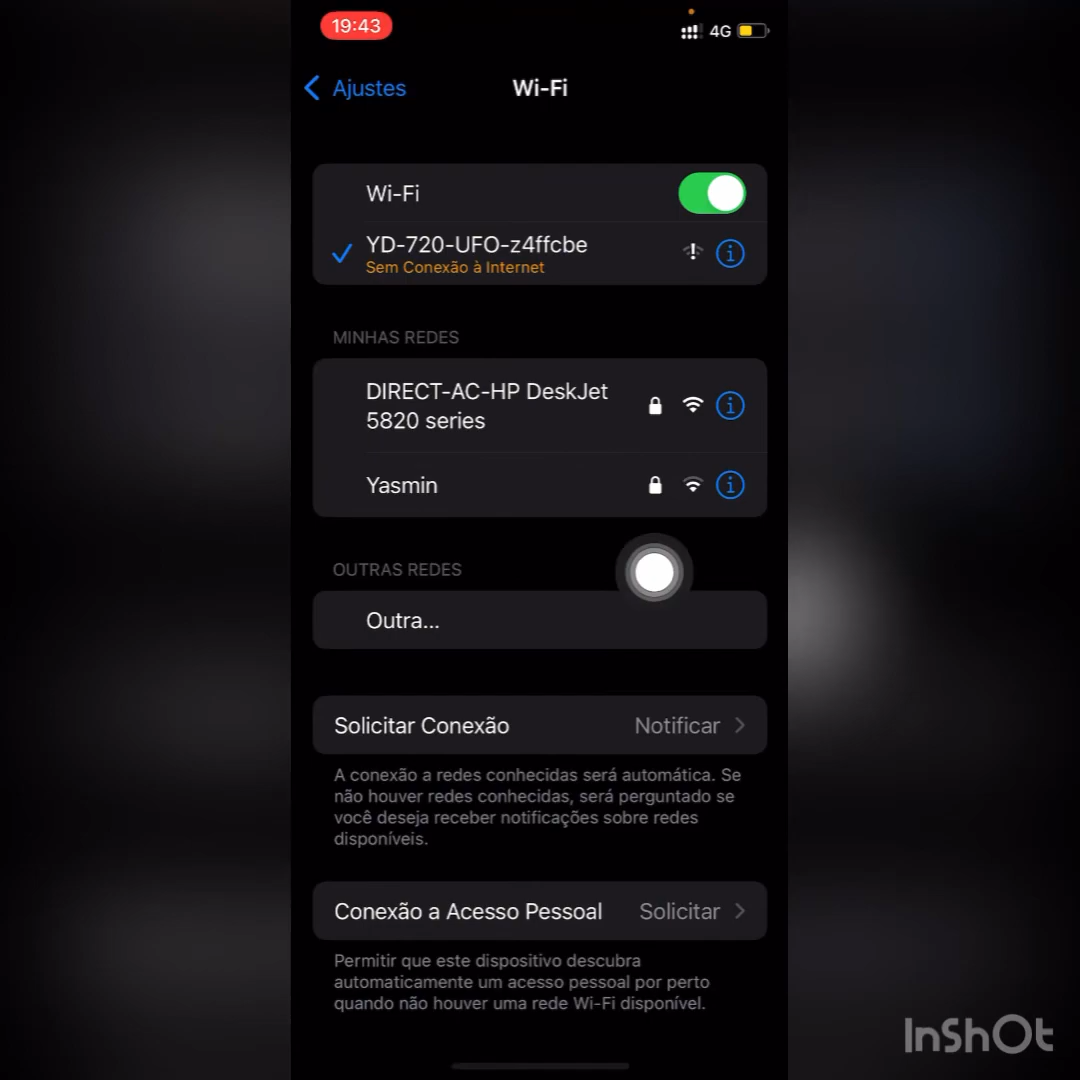 19:43
4G
Ajustes
Wi-Fi
Wi-Fi
YD-720-UFO-z4ffcbe
Sem Conexão à Internet
MINHAS REDES
DIRECT-AC-HP DeskJet
5820 series
Yasmin
OUTRAS REDES
Outra...
Solicitar Conexão Notificar
A conexão a redes conhecidas será automática. Se
não houver redes conhecidas, será perguntado se
você deseja receber notificações sobre redes
disponíveis.
Conexão a Acesso Pessoal Solicitar
Permitir que este dispositivo descubra
automaticamente um acesso pessoal por perto
quando não houver uma rede Wi-Fi disponível.
InShOt